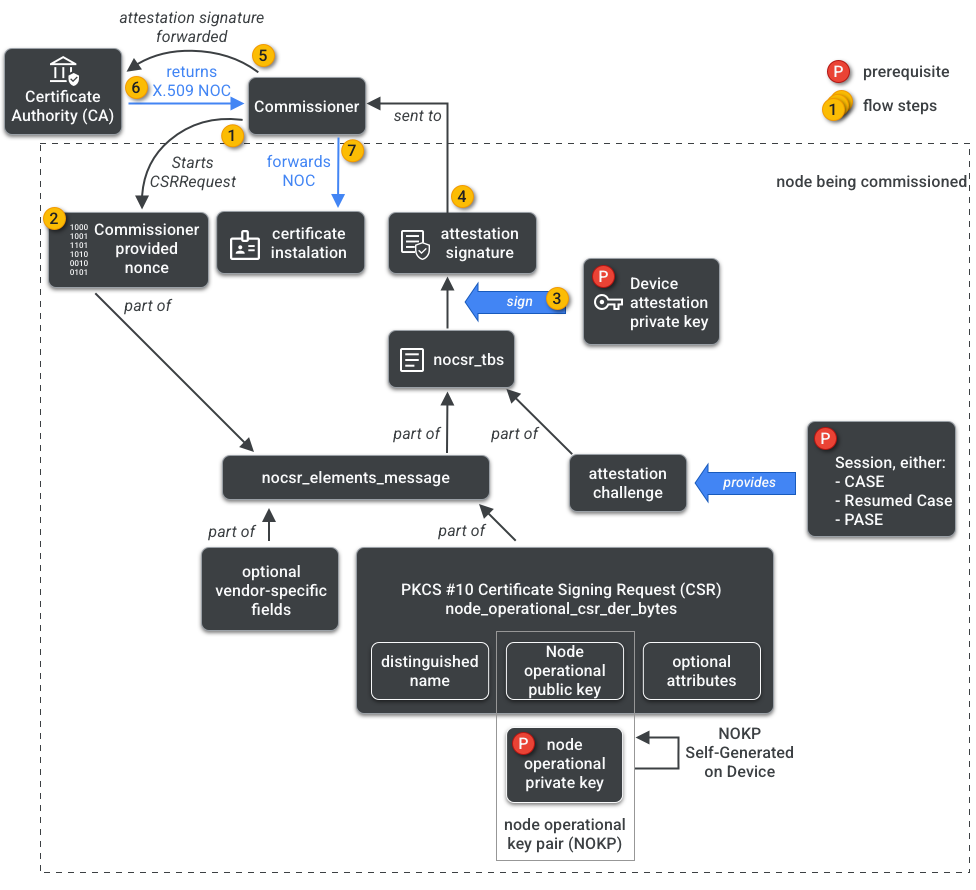 attestation signature
forwarded
5
6
returns
X.509 NOC
Certificate
Authority (CA)
Commissioner
P
prerequisite
1
flow steps
sent to
1
7
Starts
CSRRequest
forwards
NOC
node being commissioned
2
1000
1001
1101
1010
0010
0101
Commissioner
provided
nonce
certificate
instalation
4
attestation
signature
part of
sign
3
P
Device
attestation
private key
nocsr_tbs
part of
part of
nocsr_elements_message
attestation
challenge
provides
P
Session, either:
- CASE
- Resumed Case
- PASE
part of
part of
optional
vendor-specific
fields
PKCS #10 Certificate Signing Request (CSR)
node_operational_csr_der_bytes
distinguished
name
Node
operational
public key
optional
attributes
P
node
operational
private key
NOKP
Self-Generated
on Device
node operational
key pair (NOKP)